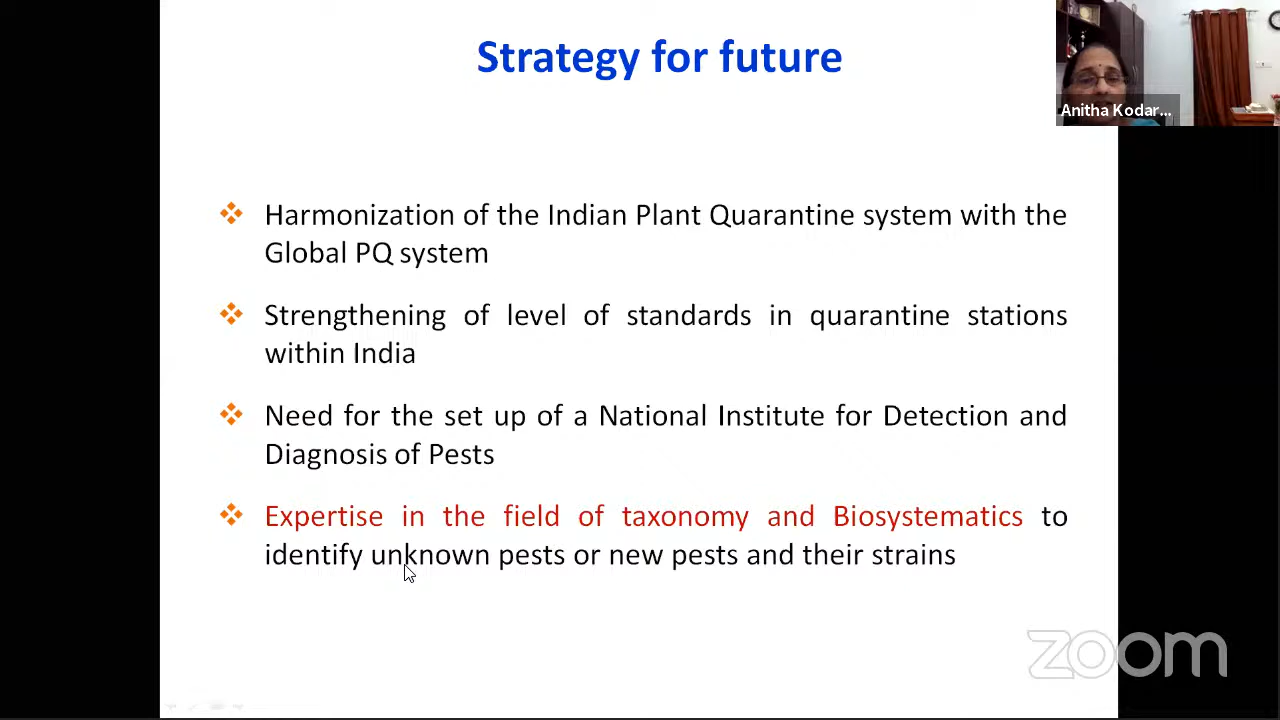 Strategy for future
Anitha Kodar...
Harmonization of the Indian Plant Quarantine system with the
Global PQ system
Strengthening of level of standards in quarantine stations
within India
Need for the set up of a National Institute for Detection and
Diagnosis of Pests
Expertise in the field of taxonomy and Biosystematics to
identify unknown pests or new pests and their strains
zoom